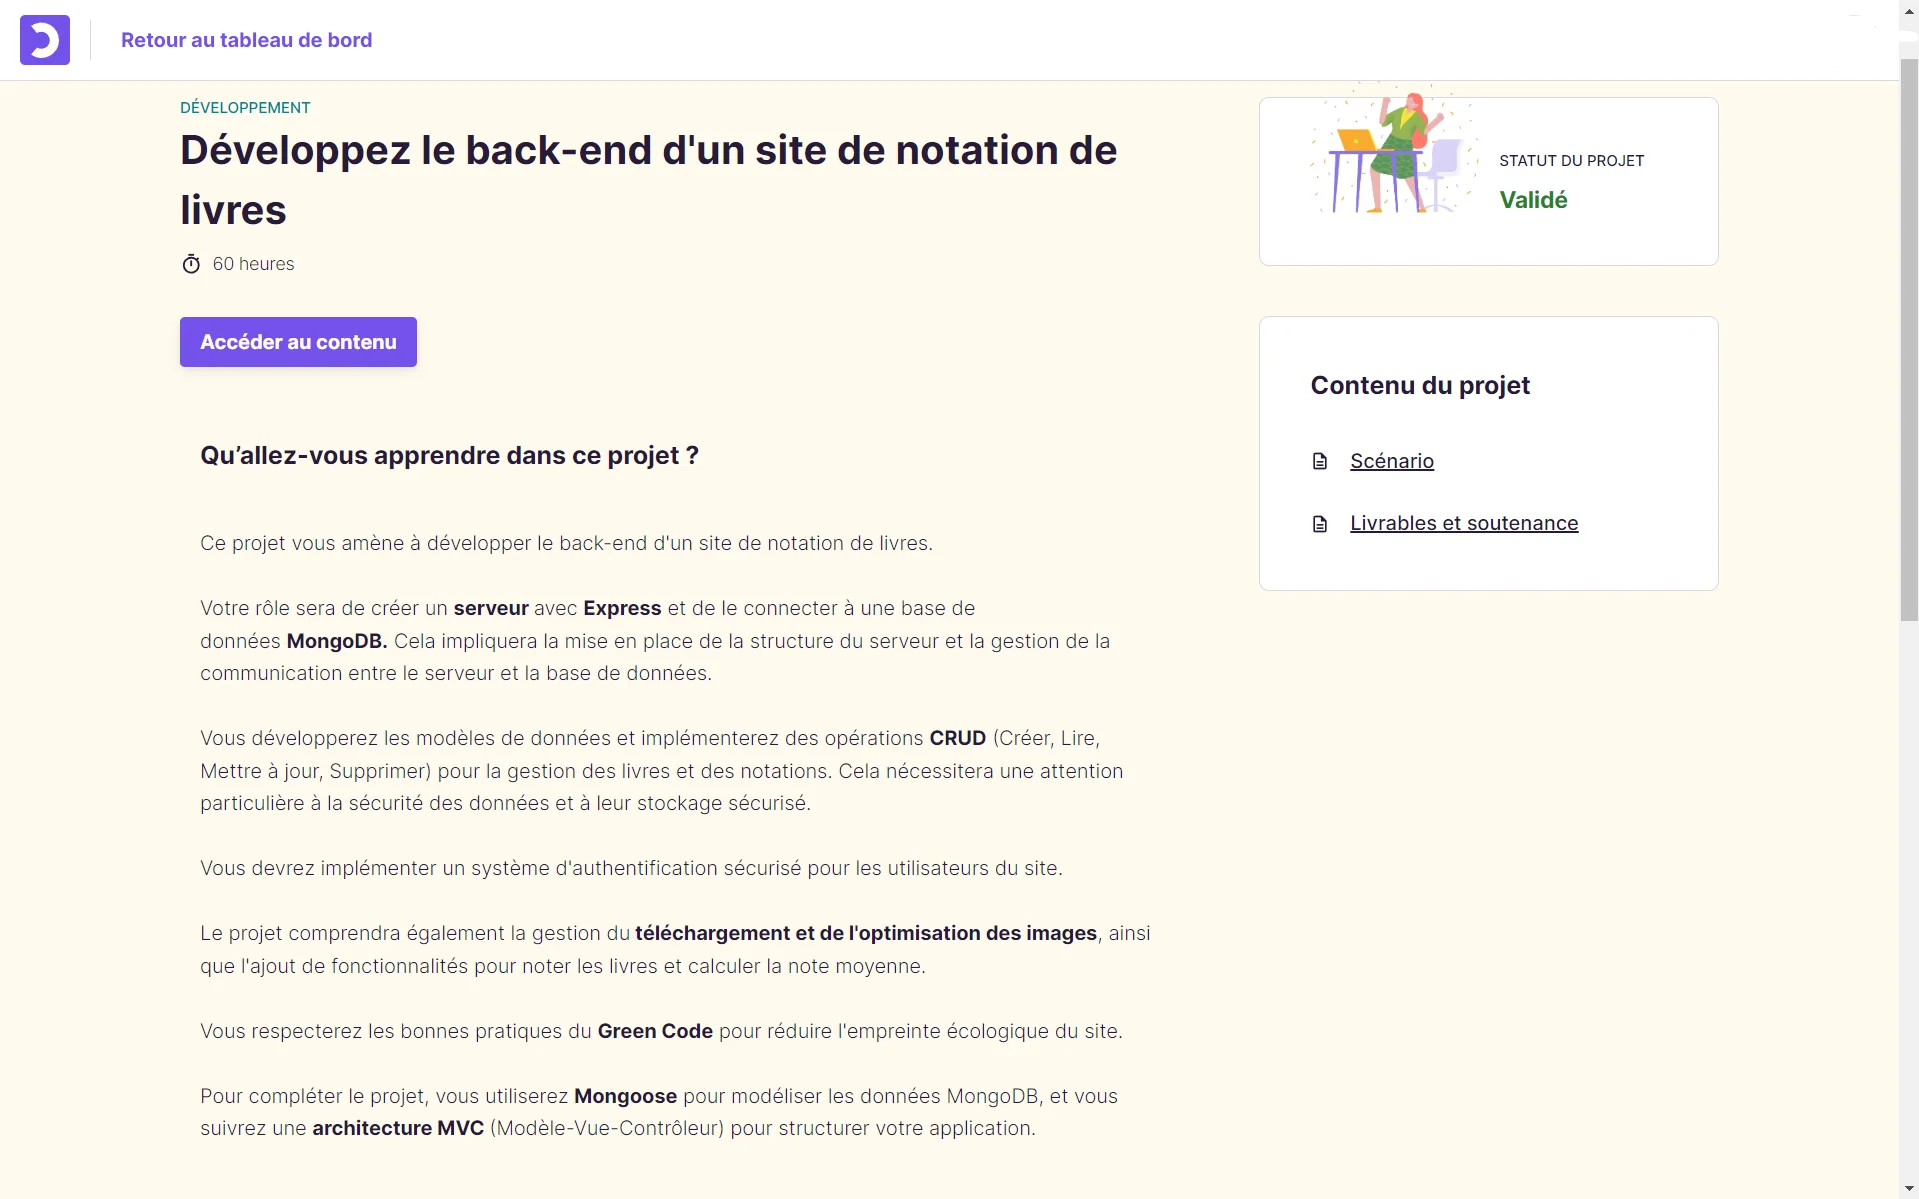 Retour au tableau de bord
DÉVELOPPEMENT
Développez le back-end d'un site de notation de
livres
60 heures
Accéder au contenu
Qu’allez-vous apprendre dans ce projet ?
Ce projet vous amène à développer le back-end d'un site de notation de livres.
Votre rôle sera de créer un serveur avec Express et de le connecter à une base de
données MongoDB. Cela impliquera la mise en place de la structure du serveur et la gestion de la
communication entre le serveur et la base de données.
Vous développerez les modèles de données et implémenterez des opérations CRUD (Créer, Lire,
Mettre à jour, Supprimer) pour la gestion des livres et des notations. Cela nécessitera une attention
particulière à la sécurité des données et à leur stockage sécurisé.
Vous devrez implémenter un système d'authentification sécurisé pour les utilisateurs du site.
Le projet comprendra également la gestion du téléchargement et de l'optimisation des images, ainsi
que l'ajout de fonctionnalités pour noter les livres et calculer la note moyenne.
Vous respecterez les bonnes pratiques du Green Code pour réduire l'empreinte écologique du site.
Pour compléter le projet, vous utiliserez Mongoose pour modéliser les données MongoDB, et vous
suivrez une architecture MVC (Modèle-Vue-Contrôleur) pour structurer votre application.
STATUT DU PROJET
Validé
Contenu du projet
Scénario
Livrables et soutenance